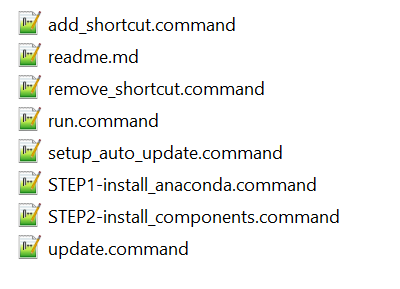 add_shortcut.command
readme.md
remove_shortcut.command
run.command
setup_auto_update.command
STEP1-install_anaconda.command
STEP2-install_components.command
update.command